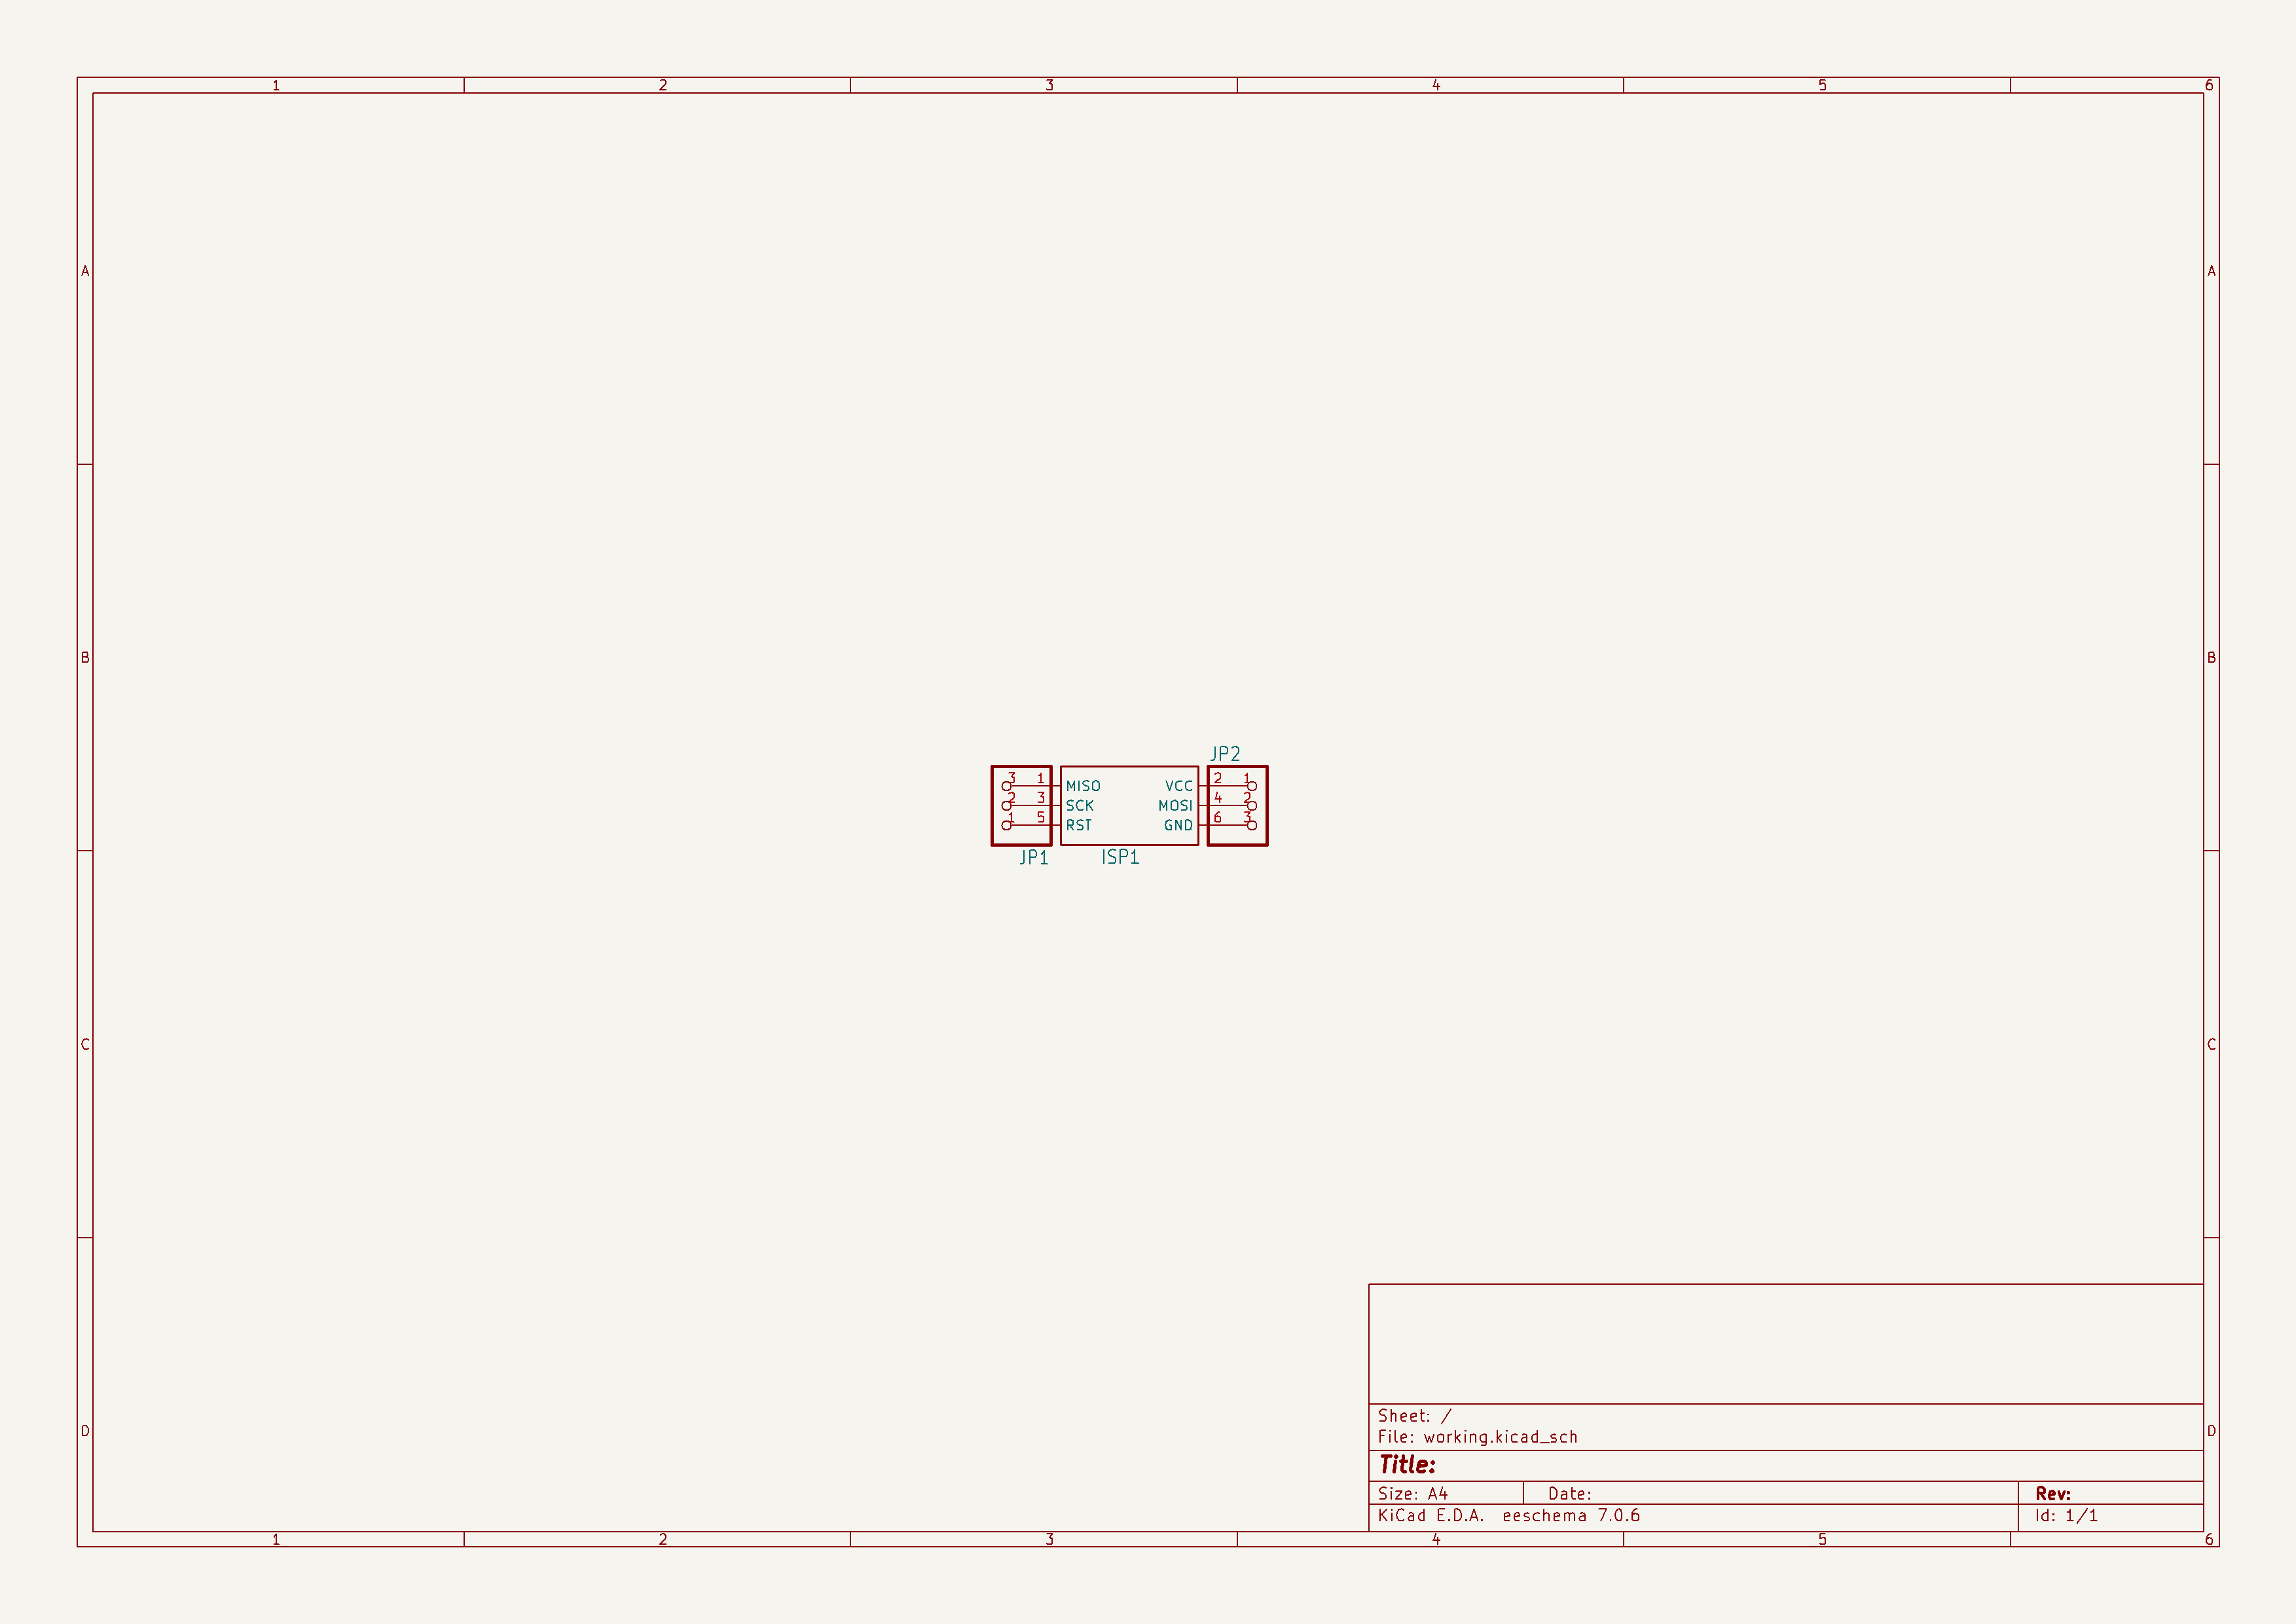 1 2 3 4 5 6
A A
B B
JP2
3 1 MISO VCC 2 1
2 3 SCK MOSI 4 2
1 5 RST GND 6 3
JP1 ISP1
C C
Sheet: /
File: working.kicad_sch
D D
Title:
Size: A4 Date: Rev:
KiCad E.D.A. eeschema 7.0.6 Id: 1/1
1 2 3 4 5 6